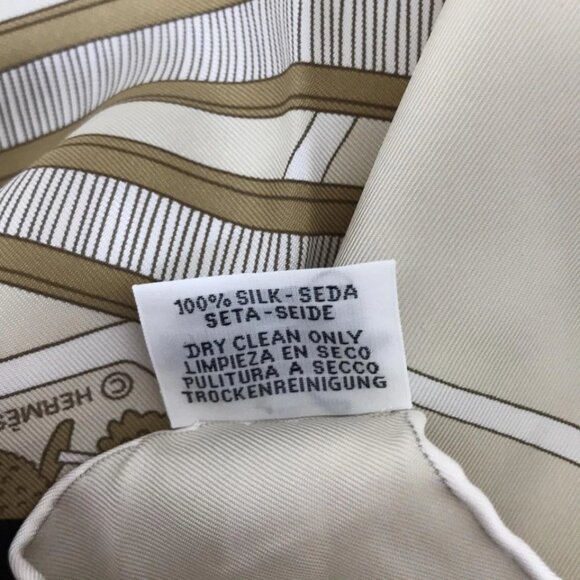 100% SILK-SEDA
SETA-SEIDE
DRY CLEAN ONLY
LIMPIEZA EN SECO
PULITURA A SECCO
TROCKENREINIGUNG
© HERMÈS